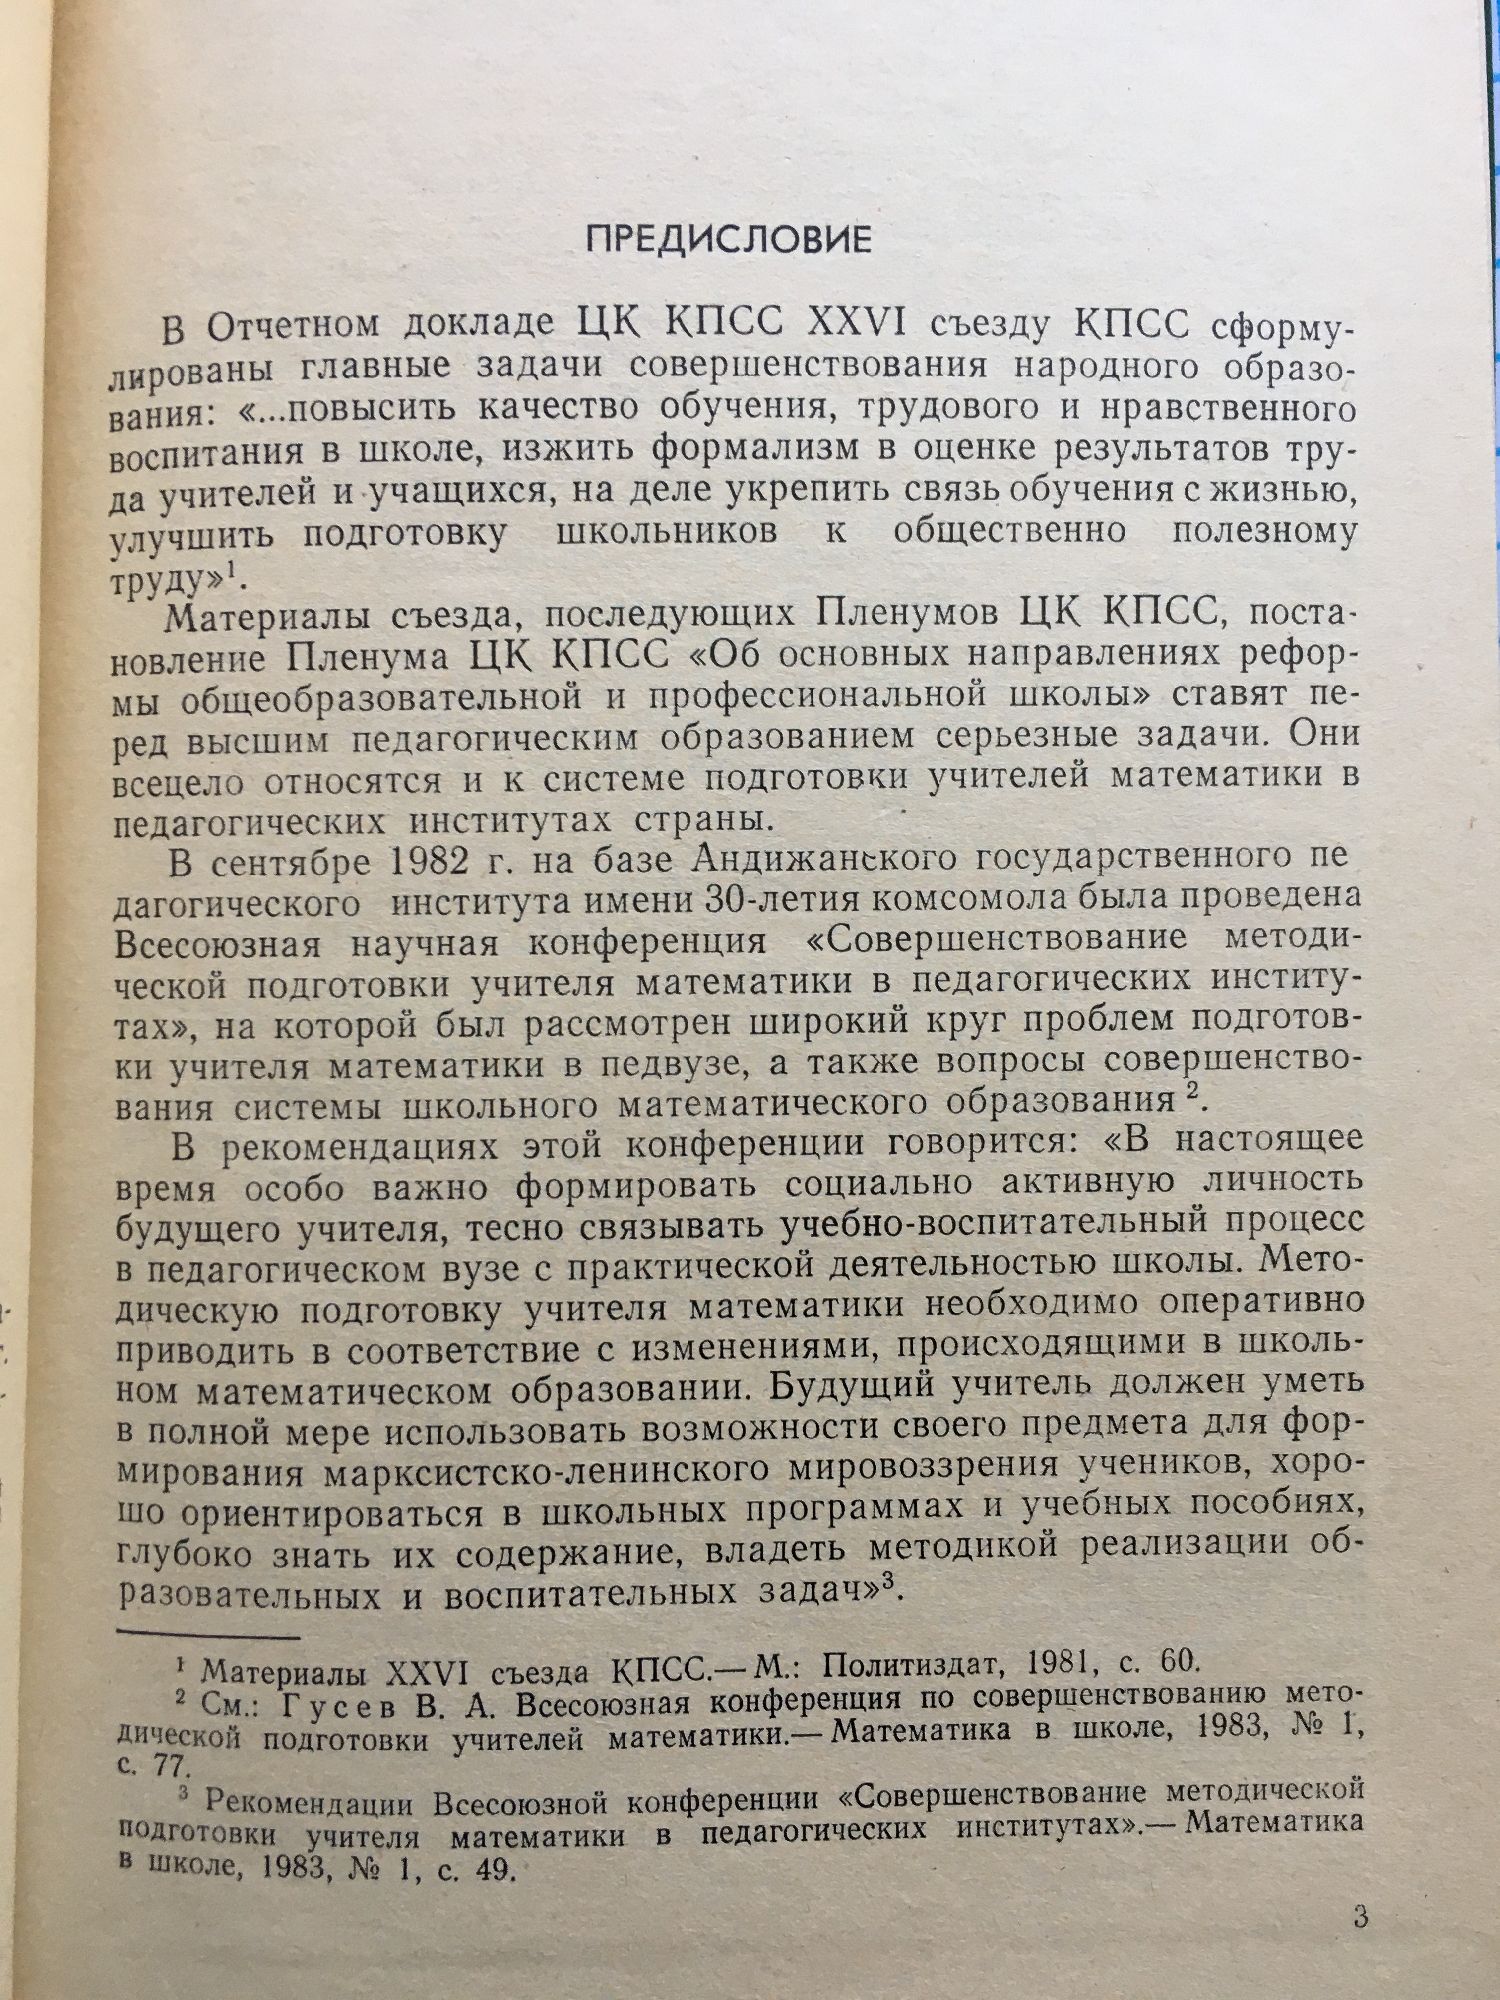 ПРЕДИСЛОВИЕ
В Отчетном докладе ЦК КПСС XXVI съезду КПСС сформу-
лированы главные задачи совершенствования народного образо-
вания: «...повысить качество обучения, трудового и нравственного
воспитания в школе, изжить формализм в оценке результатов тру-
да учителей и учащихся, на деле укрепить связь обучения с жизнью,
улучшить подготовку школьников к общественно полезному
труду»¹.
Материалы съезда, последующих Пленумов ЦК КПСС, поста-
новление Пленума ЦК КПСС «Об основных направлениях рефор-
мы общеобразовательной и профессиональной школы» ставят пе-
ред высшим педагогическим образованием серьезные задачи. Они
всецело относятся и к системе подготовки учителей математики в
педагогических институтах страны.
В сентябре 1982 г. на базе Андижанского государственного пе
дагогического института имени 30-летия комсомола была проведена
Всесоюзная научная конференция «Совершенствование методи-
ческой подготовки учителя математики в педагогических институ-
тах», на которой был рассмотрен широкий круг проблем подготов-
ки учителя математики в педвузе, а также вопросы совершенство-
вания системы школьного математического образования².
В рекомендациях этой конференции говорится: «В настоящее
время особо важно формировать социально активную личность
будущего учителя, тесно связывать учебно-воспитательный процесс
в педагогическом вузе с практической деятельностью школы. Мето-
дическую подготовку учителя математики необходимо оперативно
приводить в соответствие с изменениями, происходящими в школь-
ном математическом образовании. Будущий учитель должен уметь
в полной мере использовать возможности своего предмета для фор-
мирования марксистско-ленинского мировоззрения учеников, хоро-
шо ориентироваться в школьных программах и учебных пособиях,
глубоко знать их содержание, владеть методикой реализации об-
разовательных и воспитательных задач»³.
¹ Материалы XXVI съезда КПСС.— М.: Политиздат, 1981, с. 60.
² См.: Гусев В. А. Всесоюзная конференция по совершенствованию мето-
дической подготовки учителей математики.— Математика в школе, 1983, № 1,
с. 77.
³ Рекомендации Всесоюзной конференции «Совершенствование методической
подготовки учителя математики в педагогических институтах».— Математика
в школе, 1983, № 1, с. 49.
3